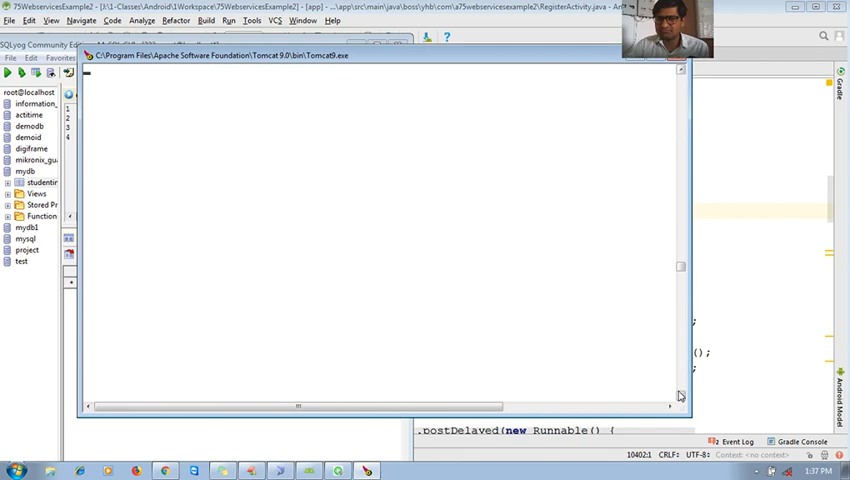 75WebservicesExample2 - [J:\1-Classes\Android\1Workspace\75WebservicesExample2] - [app] - ...\app\src\main\java\boss\yhb\com\a75webservicesexample2\RegisterActivity.java - An
File Edit View Navigate Code Analyze Refactor Build Run Tools VCS Window Help
SQLyog Community Edi
C:\Program Files\Apache Software Foundation\Tomcat 9.0\bin\Tomcat9.exe
File Edit
root@localhost
information_
actitime
demodb
demoid
digiframe
mikronix_gu
mydb
studentin
Views
Stored Pr
Function
mydb1
mysql
project
test
1
2
3
4
Gradle
Android Model
;
();
;
.postDelayed(new Runnable() {
Event Log Gradle Console
10402:1 CRLF: UTF-8: Context: <no context>
1:37 PM